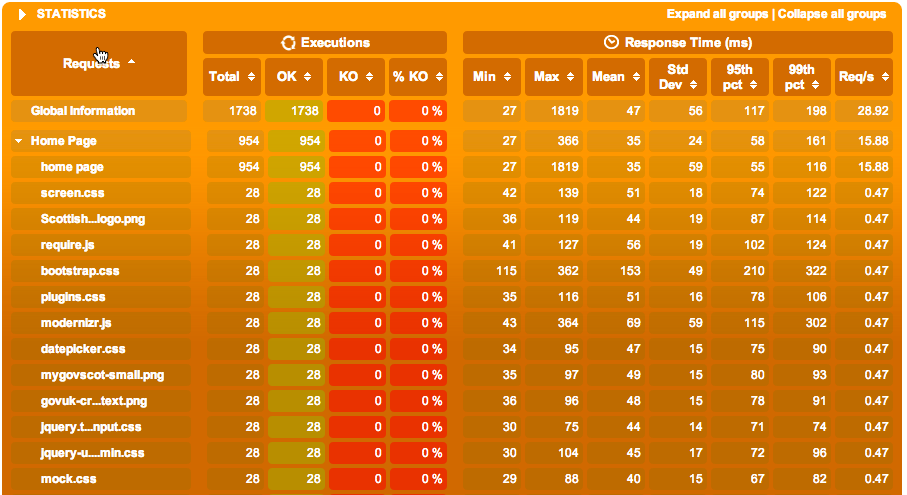 STATISTICS Expand all groups | Collapse all groups
Requests Executions Response Time (ms)
Total OK KO % KO Min Max Mean Std Dev 95th pct 99th pct Req/s
Global Information 1738 1738 0 0 % 27 1819 47 56 117 198 28.92
Home Page 954 954 0 0 % 27 366 35 24 58 161 15.88
home page 954 954 0 0 % 27 1819 35 59 55 116 15.88
screen.css 28 28 0 0 % 42 139 51 18 74 122 0.47
Scottish...logo.png 28 28 0 0 % 36 119 44 19 87 114 0.47
require.js 28 28 0 0 % 41 127 56 19 102 124 0.47
bootstrap.css 28 28 0 0 % 115 362 153 49 210 322 0.47
plugins.css 28 28 0 0 % 35 116 51 16 78 106 0.47
modernizr.js 28 28 0 0 % 43 364 69 59 115 302 0.47
datepicker.css 28 28 0 0 % 34 95 47 15 75 90 0.47
mygovscot-small.png 28 28 0 0 % 35 97 49 15 80 93 0.47
govuk-cr...text.png 28 28 0 0 % 36 96 48 15 78 91 0.47
jquery.t...nput.css 28 28 0 0 % 30 75 44 14 71 74 0.47
jquery-u....min.css 28 28 0 0 % 30 104 45 17 72 96 0.47
mock.css 28 28 0 0 % 29 88 40 15 67 82 0.47